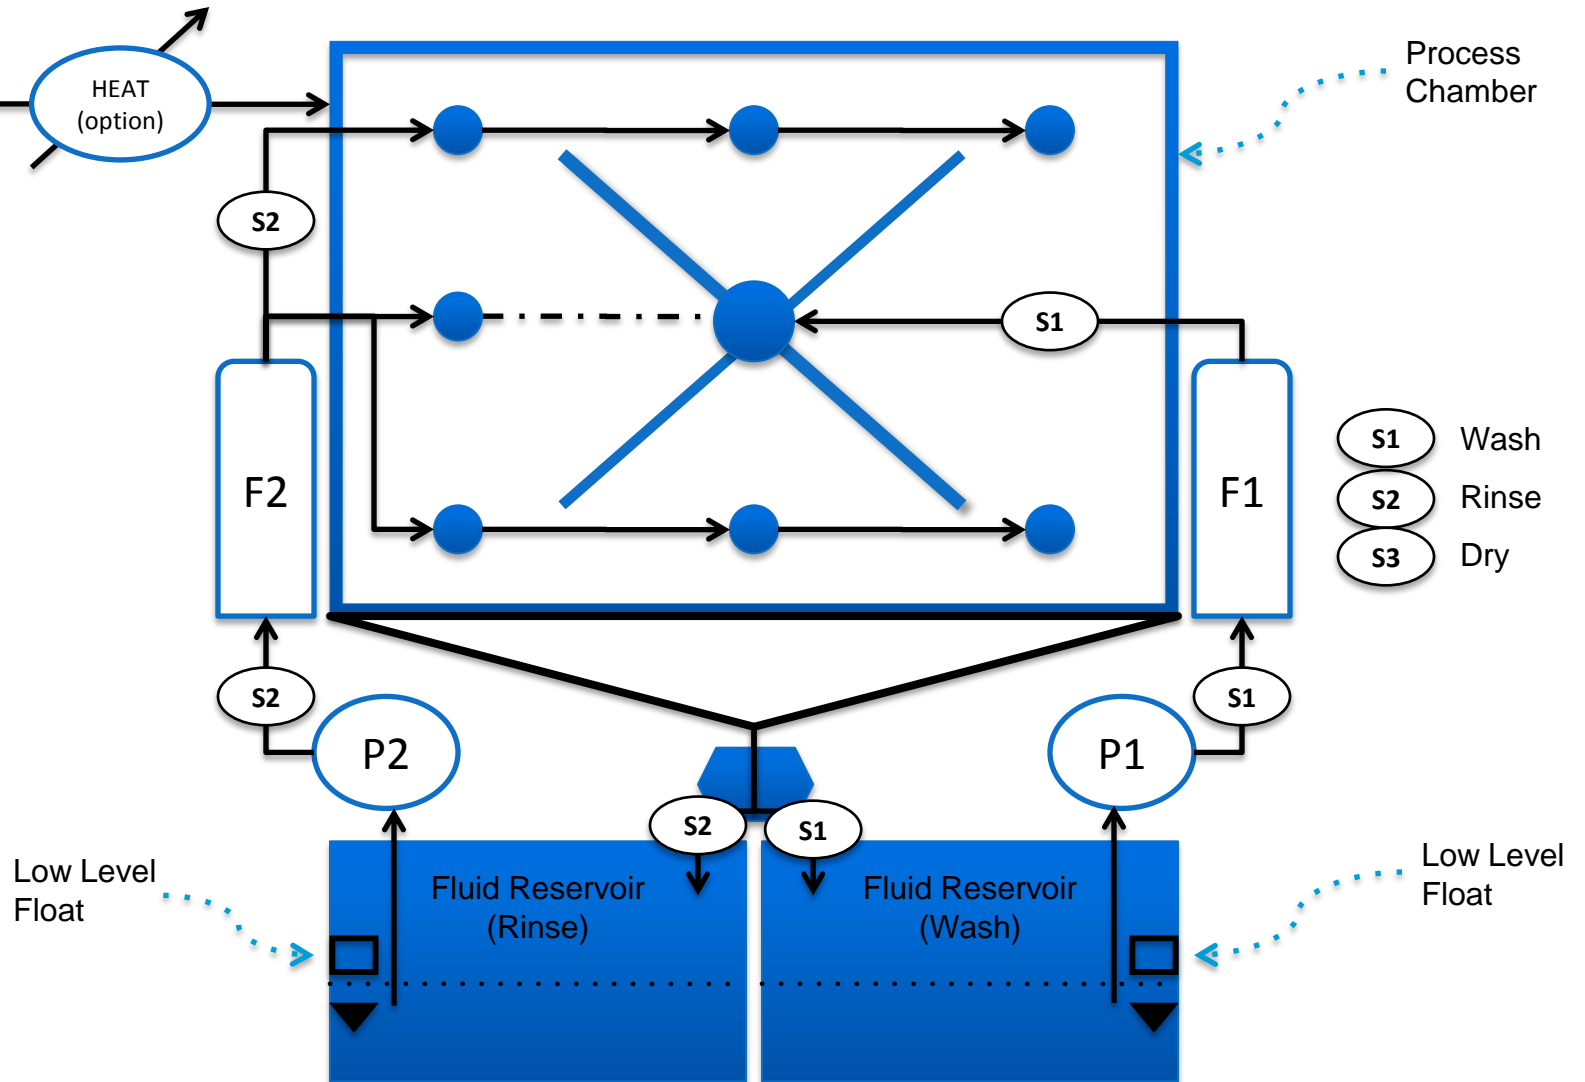 HEAT
(option)
Process
Chamber
S2
S1
F2
F1
S1 Wash
S2 Rinse
S3 Dry
S2
S1
P2
P1
S2
S1
Low Level
Float
Fluid Reservoir
(Rinse)
Fluid Reservoir
(Wash)
Low Level
Float